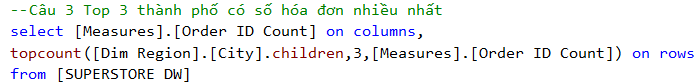 --Câu 3 Top 3 thành phố có số hóa đơn nhiều nhất
select [Measures].[Order ID Count] on columns,
topcount([Dim Region].[City].children,3,[Measures].[Order ID Count]) on rows
from [SUPERSTORE DW]